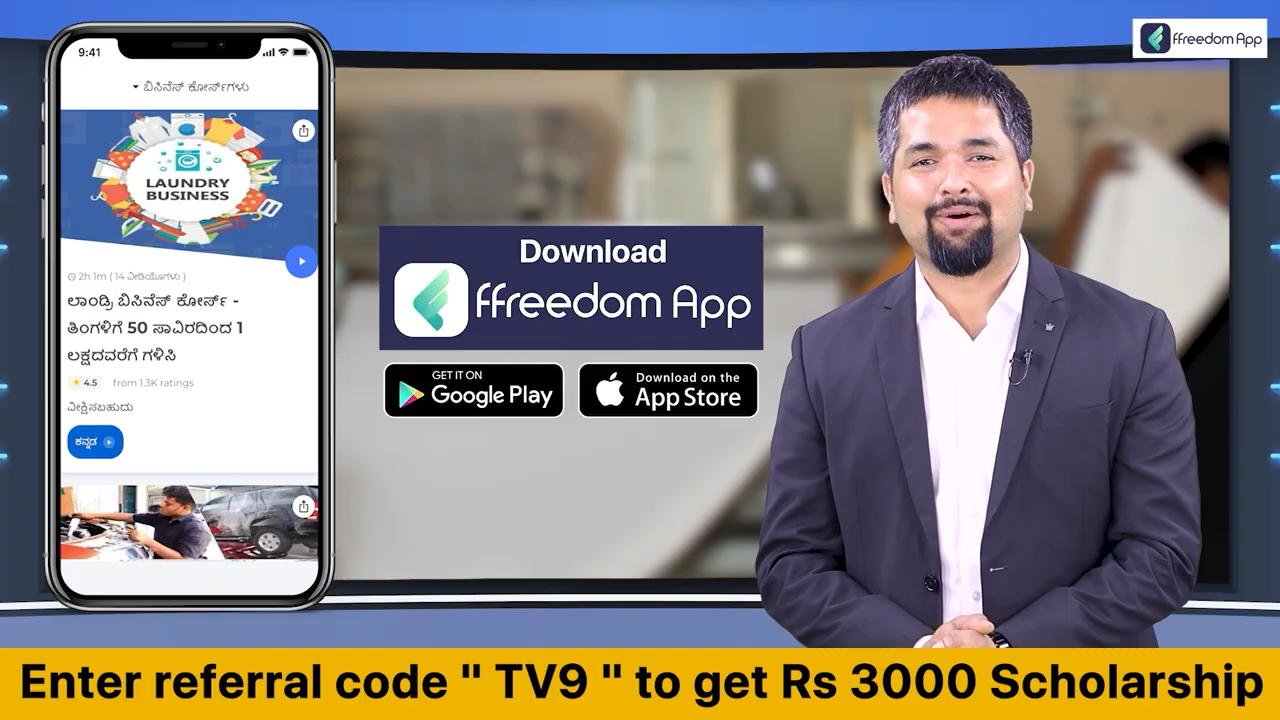 9:41
ಬಿಸಿನೆಸ್ ಕೋರ್ಸ್‌ಗಳು
LAUNDRY
BUSINESS
2h 1m ( 14 ವೀಡಿಯೊಗಳು )
ಲಾಂಡ್ರಿ ಬಿಸಿನೆಸ್ ಕೋರ್ಸ್ -
ತಿಂಗಳಿಗೆ 50 ಸಾವಿರದಿಂದ 1
ಲಕ್ಷದವರೆಗೆ ಗಳಿಸಿ
4.5 from 1.3K ratings
ವೀಕ್ಷಿಸಬಹುದು
ಕನ್ನಡ
Download
ffreedom App
GET IT ON
Google Play
Download on the
App Store
ffreedom App
Enter referral code " TV9 " to get Rs 3000 Scholarship